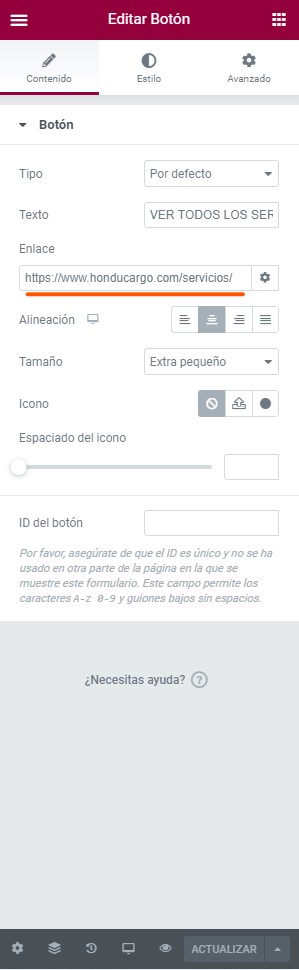 Editar Botón
Contenido
Estilo
Avanzado
Botón
Tipo
Por defecto
Texto
VER TODOS LOS SER
Enlace
https://www.honducargo.com/servicios/
Alineación
Tamaño
Extra pequeño
Icono
Espaciado del icono
ID del botón
Por favor, asegúrate de que el ID es único y no se ha
usado en otra parte de la página en la que se
muestre este formulario. Este campo permite los
caracteres A-z 0-9 y guiones bajos sin espacios.
¿Necesitas ayuda? ?
ACTUALIZAR